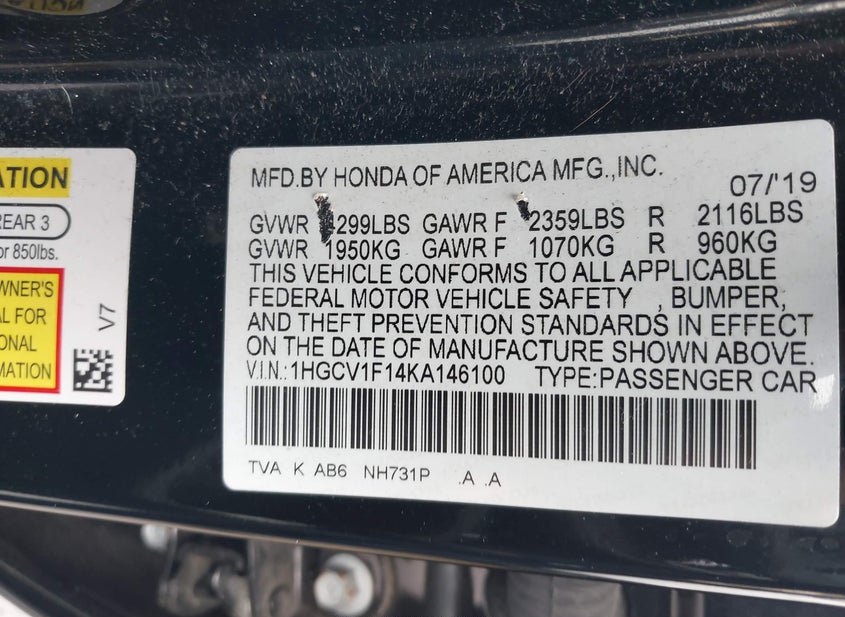 ATION
REAR 3
or 850lbs.
WNER'S
AL FOR
ONAL
MATION
V7
MFD.BY HONDA OF AMERICA MFG.,INC.
07/'19
GVWR 299LBS GAWR F 2359LBS R 2116LBS
GVWR 1950KG GAWR F 1070KG R 960KG
THIS VEHICLE CONFORMS TO ALL APPLICABLE
FEDERAL MOTOR VEHICLE SAFETY , BUMPER,
AND THEFT PREVENTION STANDARDS IN EFFECT
ON THE DATE OF MANUFACTURE SHOWN ABOVE.
V.I.N.:1HGCV1F14KA146100 TYPE:PASSENGER CAR
TVA K AB6 NH731P .A .A